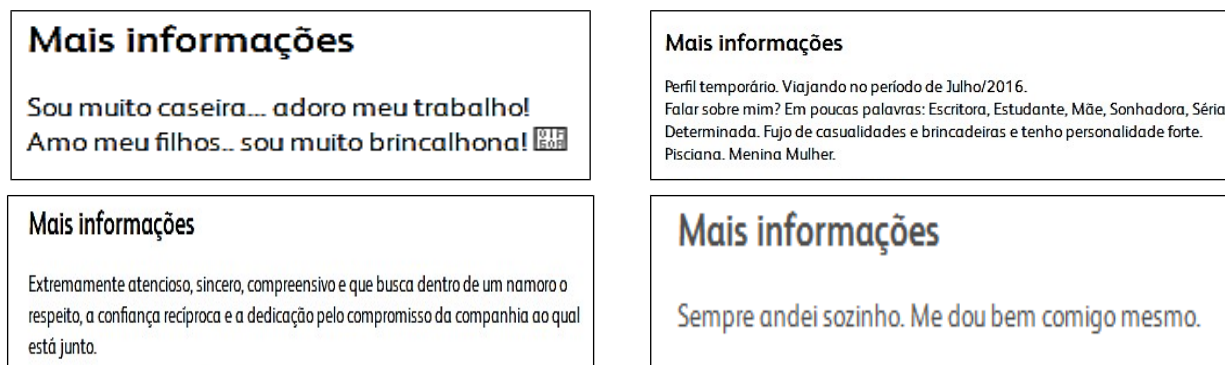 Mais informações
Sou muito caseira... adoro meu trabalho!
Amo meu filhos.. sou muito brincalhona!
Mais informações
Perfil temporário. Viajando no período de Julho/2016.
Falar sobre mim? Em poucas palavras: Escritora, Estudante, Mãe, Sonhadora, Séria
Determinada. Fujo de casualidades e brincadeiras e tenho personalidade forte.
Pisciana. Menina Mulher.
Mais informações
Extremamente atencioso, sincero, compreensivo e que busca dentro de um namoro o
respeito, a confiança recíproca e a dedicação pelo compromisso da companhia ao qual
está junto.
Mais informações
Sempre andei sozinho. Me dou bem comigo mesmo.